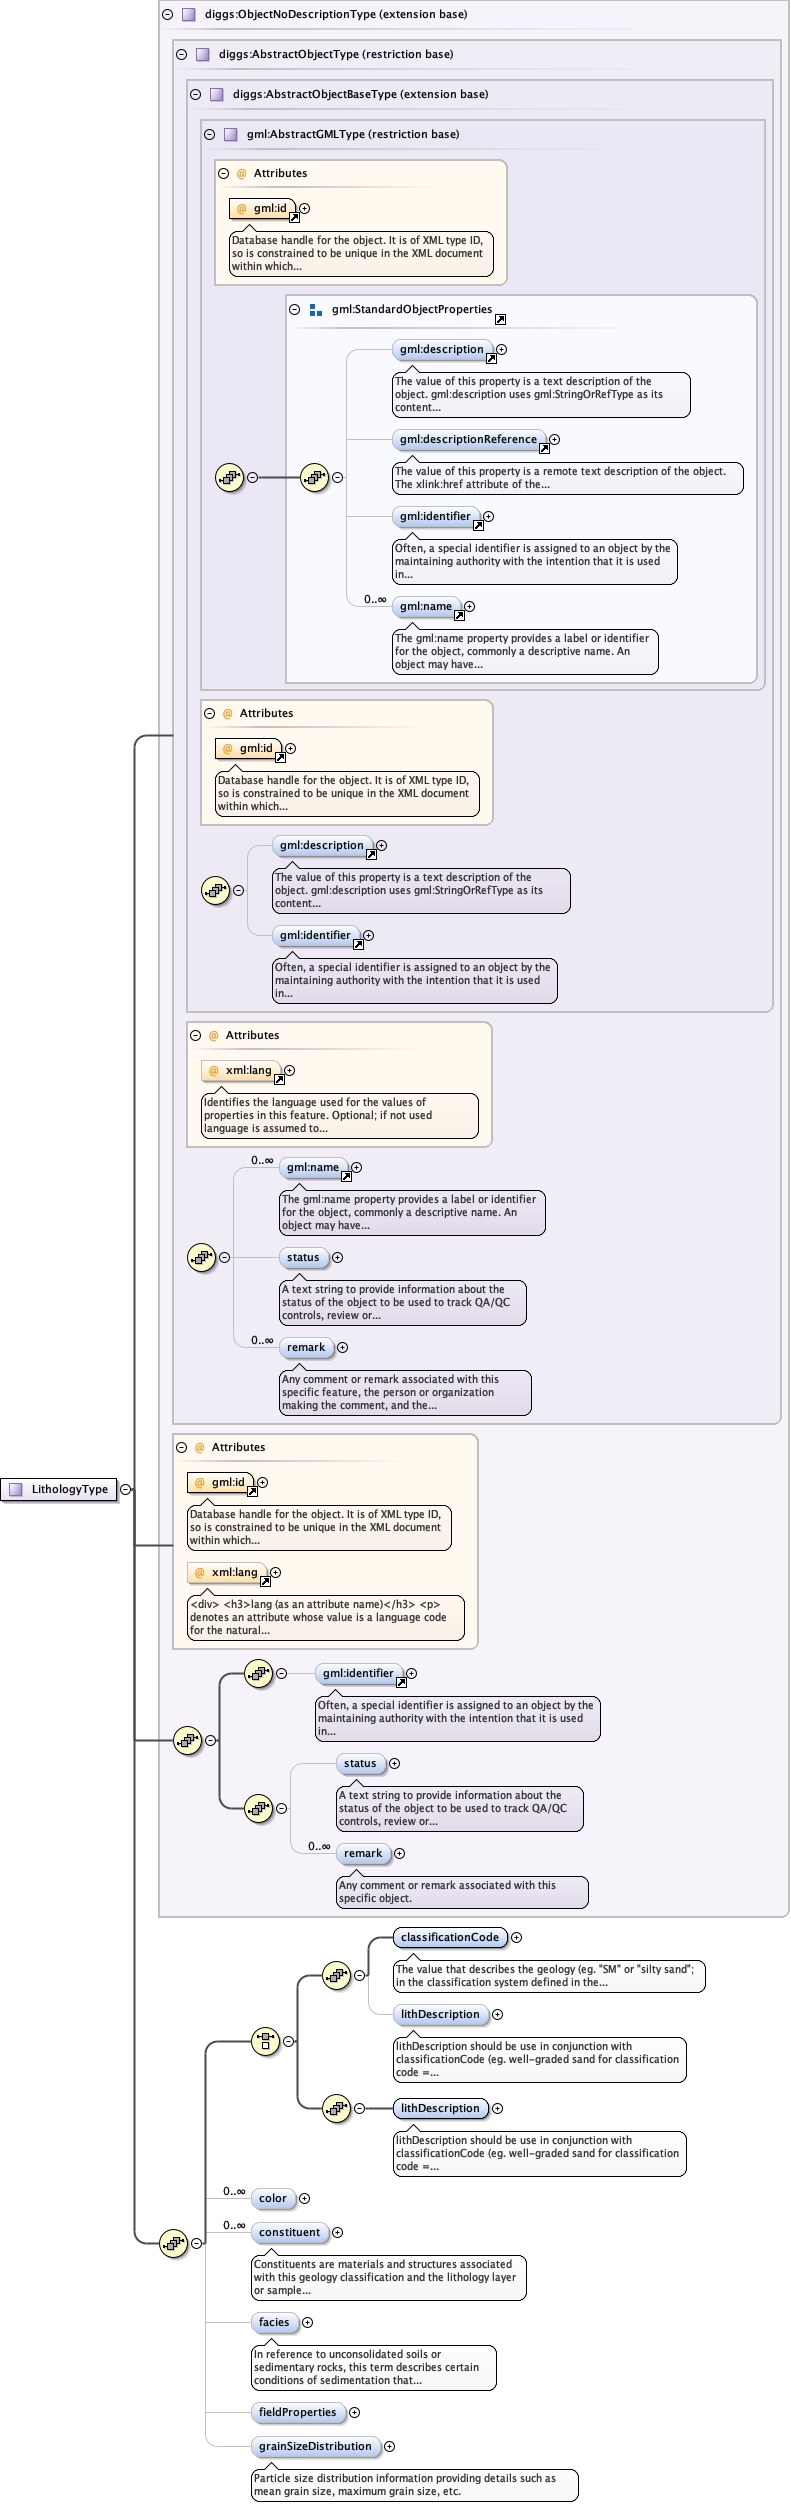 diggs:ObjectNoDescriptionType (extension base)
diggs:AbstractObjectType (restriction base)
diggs:AbstractObjectBaseType (extension base)
gml:AbstractGMLType (restriction base)
@ Attributes
@ gml:id
Database handle for the object. It is of XML type ID,
so is constrained to be unique in the XML document
within which...
gml:StandardObjectProperties
gml:description
The value of this property is a text description of the
object. gml:description uses gml:StringOrRefType as its
content...
gml:descriptionReference
The value of this property is a remote text description of the object.
The xlink:href attribute of the...
gml:identifier
Often, a special identifier is assigned to an object by the
maintaining authority with the intention that it is used
in...
0..∞
gml:name
The gml:name property provides a label or identifier
for the object, commonly a descriptive name. An
object may have...
@ Attributes
@ gml:id
Database handle for the object. It is of XML type ID,
so is constrained to be unique in the XML document
within which...
gml:description
The value of this property is a text description of the
object. gml:description uses gml:StringOrRefType as its
content...
gml:identifier
Often, a special identifier is assigned to an object by the
maintaining authority with the intention that it is used
in...
@ Attributes
@ xml:lang
Identifies the language used for the values of
properties in this feature. Optional; if not used
language is assumed to...
0..∞
gml:name
The gml:name property provides a label or identifier
for the object, commonly a descriptive name. An
object may have...
status
A text string to provide information about the
status of the object to be used to track QA/QC
controls, review or...
0..∞
remark
Any comment or remark associated with this
specific feature, the person or organization
making the comment, and the...
@ Attributes
LithologyType
@ gml:id
Database handle for the object. It is of XML type ID,
so is constrained to be unique in the XML document
within which...
@ xml:lang
<div> <h3>lang (as an attribute name)</h3> <p>
denotes an attribute whose value is a language code
for the natural...
gml:identifier
Often, a special identifier is assigned to an object by the
maintaining authority with the intention that it is used
in...
status
A text string to provide information about the
status of the object to be used to track QA/QC
controls, review or...
0..∞
remark
Any comment or remark associated with this
specific object.
classificationCode
The value that describes the geology (eg. "SM" or "silty sand";
in the classification system defined in the...
lithDescription
lithDescription should be use in conjunction with
classificationCode (eg. well-graded sand for classification
code =...
lithDescription
lithDescription should be use in conjunction with
classificationCode (eg. well-graded sand for classification
code =...
0..∞
color
0..∞
constituent
Constituents are materials and structures associated
with this geology classification and the lithology layer
or sample...
facies
In reference to unconsolidated soils or
sedimentary rocks, this term describes certain
conditions of sedimentation that...
fieldProperties
grainSizeDistribution
Particle size distribution information providing details such as
mean grain size, maximum grain size, etc.